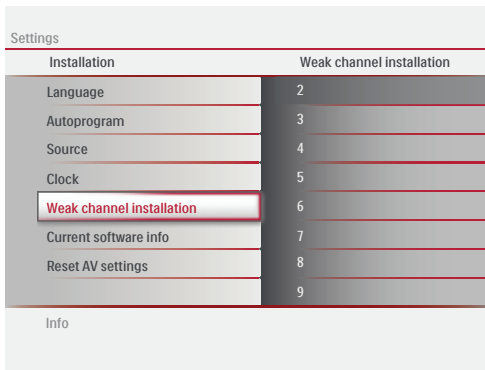 Settings
Installation
Weak channel installation
Language
2
Autoprogram
3
Source
4
Clock
5
Weak channel installation
6
Current software info
7
Reset AV settings
8
9
Info